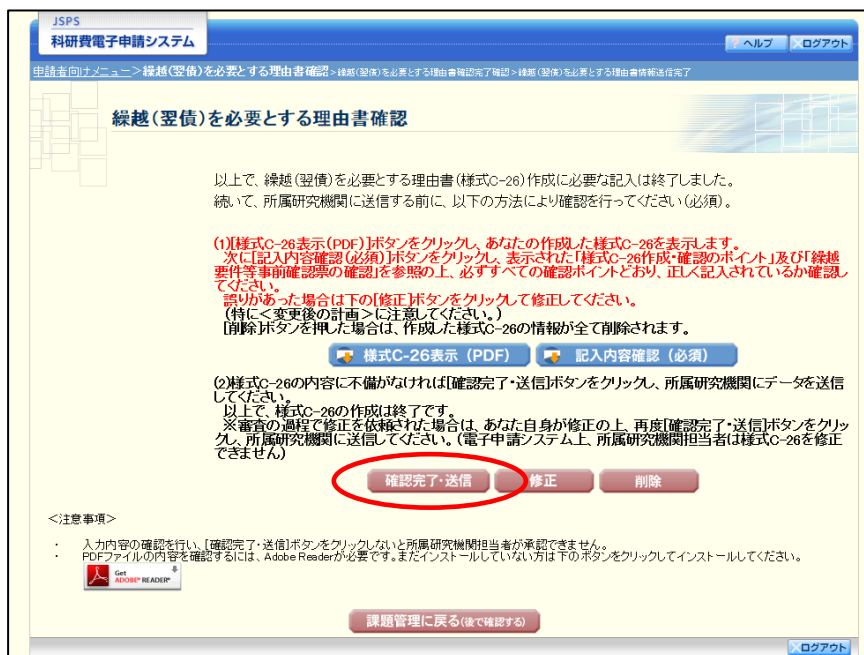 JSPS
科研費電子申請システム
? ヘルプ
×ログアウト
申請者向けメニュー>繰越(翌債)を必要とする理由書確認>繰越(翌債)を必要とする理由書確認完了確認>繰越(翌債)を必要とする理由書情報送信完了
繰越(翌債)を必要とする理由書確認
以上で、繰越(翌債)を必要とする理由書(様式C-26)作成に必要な記入は終了しました。
続いて、所属研究機関に送信する前に、以下の方法により確認を行ってください(必須)。
(1)[様式C-26表示(PDF)]ボタンをクリックし、あなたの作成した様式C-26を表示します。
次に[記入内容確認(必須)]ボタンをクリックし、表示された「様式C-26作成・確認のポイント」及び「繰越
要件等事前確認票の確認」を参照の上、必ずすべての確認ポイントどおり、正しく記入されているか確認し
てください。
誤りがあった場合は下の[修正]ボタンをクリックして修正してください。
(特に<変更後の計画>に注意してください。)
[削除]ボタンを押した場合は、作成した様式C-26の情報が全て削除されます。
様式C-26表示(PDF)
記入内容確認(必須)
(2)様式C-26の内容に不備がなければ[確認完了・送信]ボタンをクリックし、所属研究機関にデータを送信
してください。
以上で、様式C-26の作成は終了です。
※審査の過程で修正を依頼された場合は、あなた自身が修正の上、再度[確認完了・送信]ボタンをクリッ
クし、所属研究機関に送信してください。(電子申請システム上、所属研究機関担当者は様式C-26を修正
できません)
確認完了・送信
修正
削除
<注意事項>
・ 入力内容の確認を行い、[確認完了・送信]ボタンをクリックしないと所属研究機関担当者が承認できません。
・ PDFファイルの内容を確認するには、Adobe Readerが必要です。まだインストールしていない方は下のボタンをクリックしてインストールしてください。
Get
ADOBE® READER®
課題管理に戻る(後で確認する)
×ログアウト